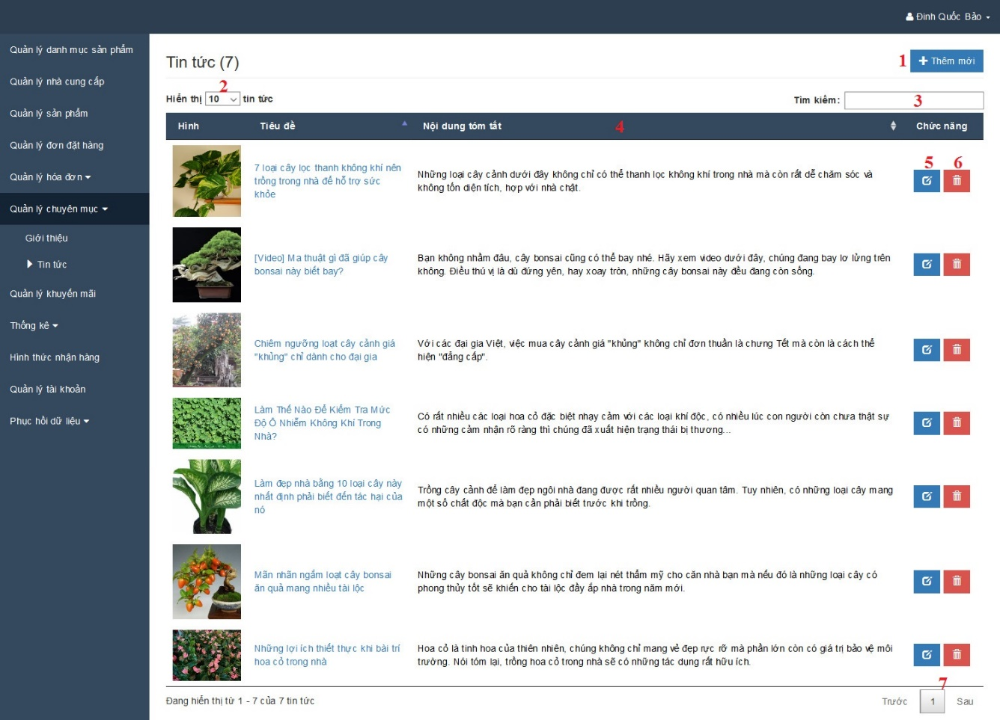 Đinh Quốc Bảo
Quản lý danh mục sản phẩm
Quản lý nhà cung cấp
Quản lý sản phẩm
Quản lý đơn đặt hàng
Quản lý hóa đơn
Quản lý chuyên mục
Giới thiệu
Tin tức
Quản lý khuyến mãi
Thống kê
Hình thức nhận hàng
Quản lý tài khoản
Phục hồi dữ liệu
Tin tức (7)
1 Thêm mới
2
Hiển thị 10 tin tức
Tìm kiếm: 3
Hình Tiêu đề Nội dung tóm tắt 4 Chức năng
5 6
7 loại cây lọc thanh không khí nên
trồng trong nhà để hỗ trợ sức
khỏe
Những loại cây cảnh dưới đây không chỉ có thể thanh lọc không khí trong nhà mà còn rất dễ chăm sóc và
không tốn diện tích, hợp với nhà chật.
[Video] Ma thuật gì đã giúp cây
bonsai này biết bay?
Bạn không nhầm đâu, cây bonsai cũng có thể bay nhé. Hãy xem video dưới đây, chúng đang bay lơ lửng trên
không. Điều thú vị là dù đứng yên, hay xoay tròn, những cây bonsai này đều đang còn sống.
Chiêm ngưỡng loạt cây cảnh giá
"khủng" chỉ dành cho đại gia
Với các đại gia Việt, việc mua cây cảnh giá "khủng" không chỉ đơn thuần là chưng Tết mà còn là cách thể
hiện "đẳng cấp".
Làm Thế Nào Để Kiểm Tra Mức
Độ Ô Nhiễm Không Khí Trong
Nhà?
Có rất nhiều các loại hoa cỏ đặc biệt nhạy cảm với các loại khí độc, có nhiều lúc con người còn chưa thật sự
có những cảm nhận rõ ràng thì chúng đã xuất hiện trạng thái bị thương...
Làm đẹp nhà bằng 10 loại cây này
nhất định phải biết đến tác hại của
nó
Trồng cây cảnh để làm đẹp ngôi nhà đang được rất nhiều người quan tâm. Tuy nhiên, có những loại cây mang
một số chất độc mà bạn cần phải biết trước khi trồng.
Mãn nhãn ngắm loạt cây bonsai
ăn quả mang nhiều tài lộc
Những cây bonsai ăn quả không chỉ đem lại nét thẩm mỹ cho căn nhà bạn mà nếu đó là những loại cây có
phong thủy tốt sẽ khiến cho tài lộc đầy ắp nhà trong năm mới.
Những lợi ích thiết thực khi bài trí
hoa cỏ trong nhà
Hoa cỏ là tinh hoa của thiên nhiên, chúng không chỉ mang vẻ đẹp rực rỡ mà phần lớn còn có giá trị bảo vệ môi
trường. Nói tóm lại, trồng hoa cỏ trong nhà sẽ có những tác dụng rất hữu ích.
7
Đang hiển thị từ 1 - 7 của 7 tin tức
Trước 1 Sau